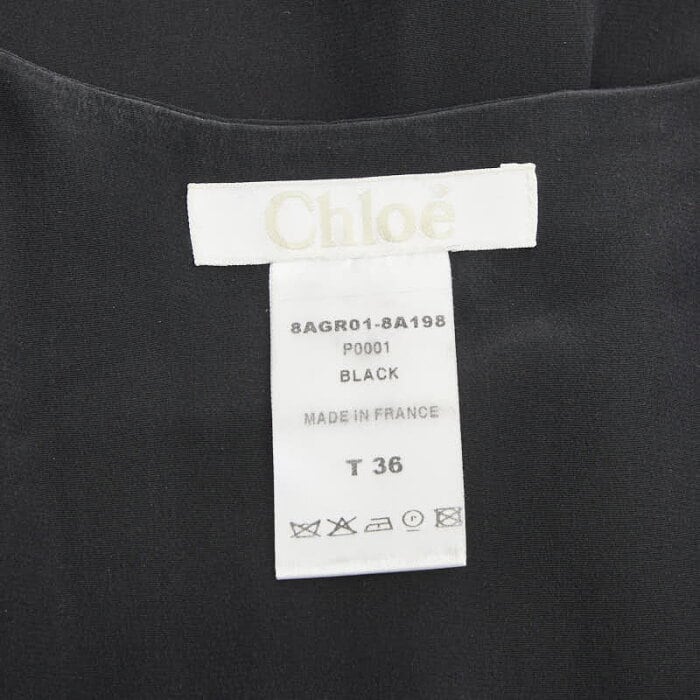 Chloé
8AGR01-8A198
P0001
BLACK
MADE IN FRANCE
T 36